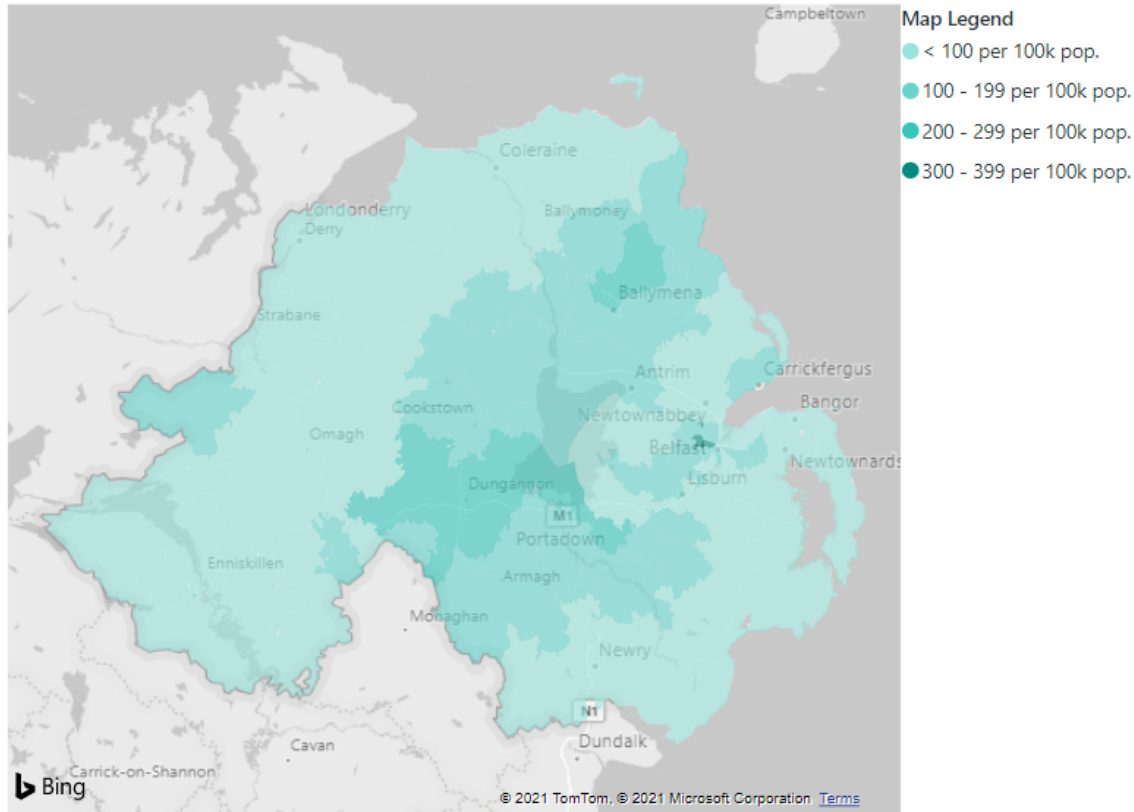 Campbeltown
Map Legend
< 100 per 100k pop.
100 - 199 per 100k pop.
200 - 299 per 100k pop.
300 - 399 per 100k pop.
Coleraine
Londonderry
Derry
Ballymoney
Ballymena
Strabane
Carrickfergus
Antrim
Bangor
Cookstown
Newtownabbey
Omagh
Belfast
Newtownards
Lisburn
Dungannon
M1
Portadown
Enniskillen
Armagh
Monaghan
Newry
N1
Dundalk
Cavan
Carrick-on-Shannon
Bing
© 2021 TomTom, © 2021 Microsoft Corporation Terms